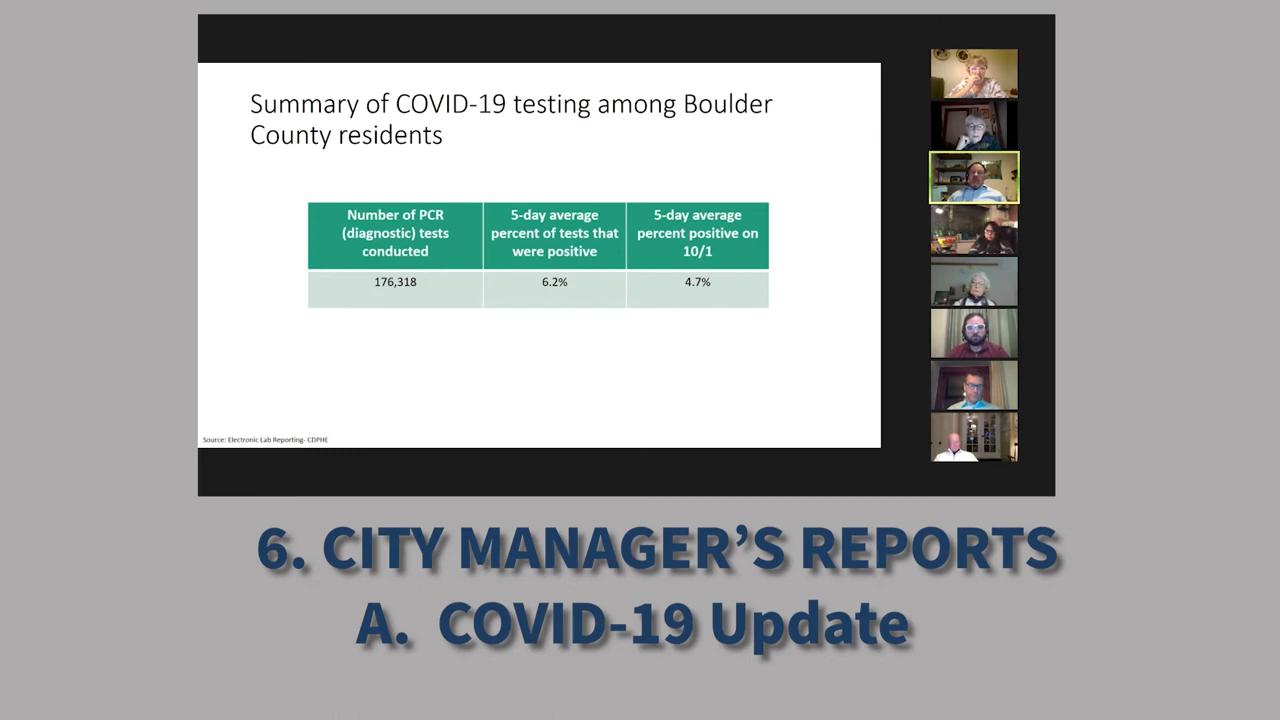 Summary of COVID-19 testing among Boulder
County residents
Number of PCR
(diagnostic) tests
conducted
5-day average
percent of tests that
were positive
5-day average
percent positive on
10/1
176,318
6.2%
4.7%
Source: Electronic Lab Reporting- CDPHE
6. CITY MANAGER’S REPORTS
A. COVID-19 Update